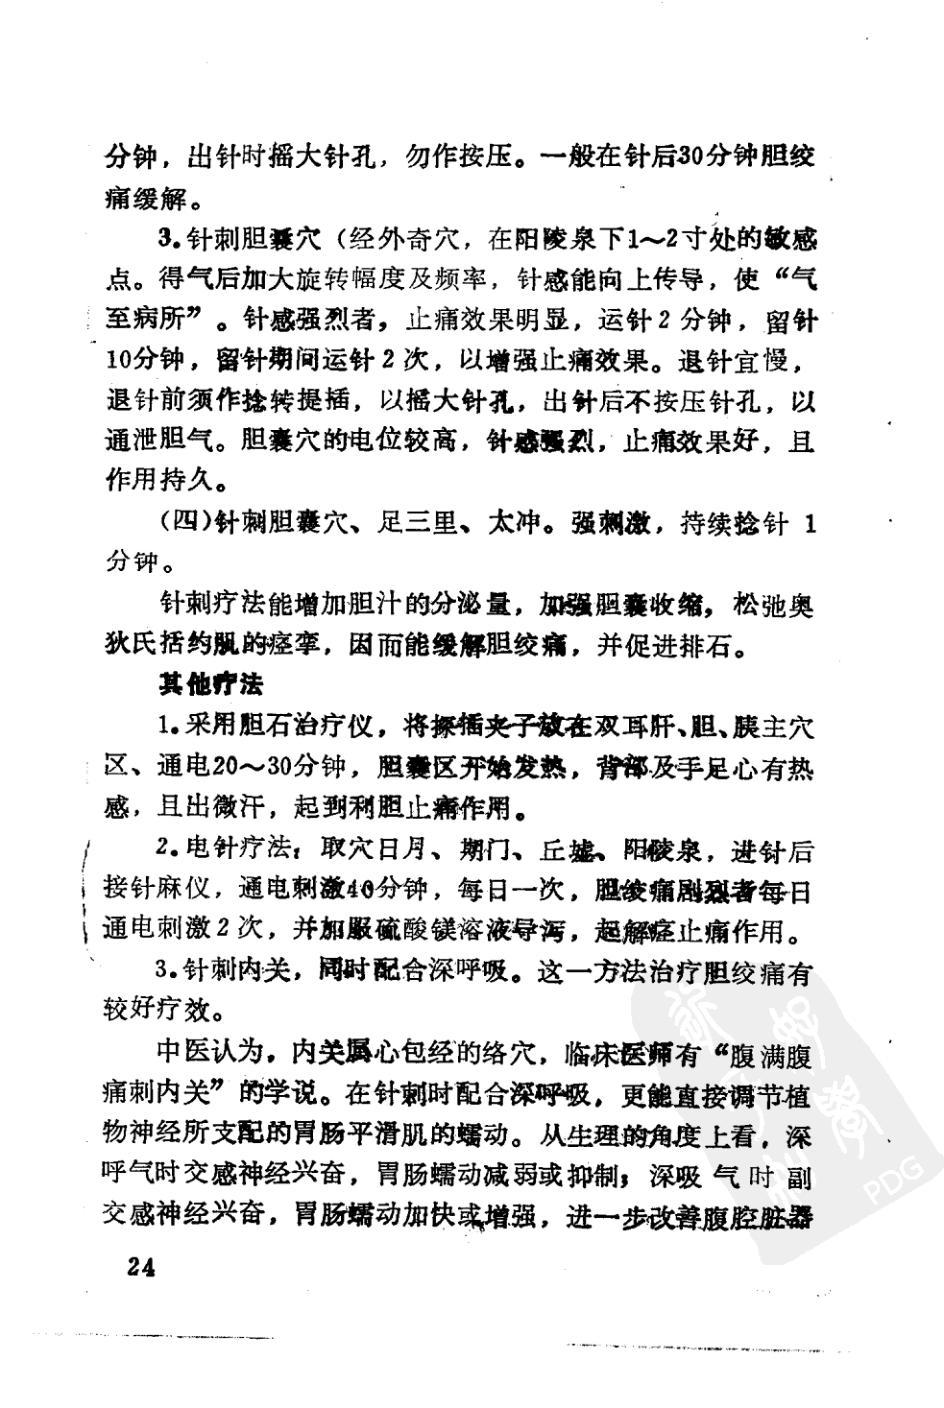 分钟，出针时摇大针孔，勿作按压。一般在针后30分钟胆绞
痛缓解。
3.针刺胆囊穴（经外奇穴，在阳陵泉下1～2寸处的敏感
点。得气后加大旋转幅度及频率，针感能向上传导，使“气
至病所”。针感强烈者，止痛效果明显，运针2分钟，留针
10分钟，留针期间运针2次，以增强止痛效果。退针宜慢，
退针前须作捻转提插，以摇大针孔，出针后不按压针孔，以
通泄胆气。胆囊穴的电位较高，针感强烈，止痛效果好，且
作用持久。
（四）针刺胆囊穴、足三里、太冲。强刺激，持续捻针1
分钟。
针刺疗法能增加胆汁的分泌量，加强胆囊收缩，松弛奥
狄氏括约肌的痉挛，因而能缓解胆绞痛，并促进排石。
其他疗法
1.采用胆石治疗仪，将探插夹子放在双耳肝、胆、胰主穴
区、通电20～30分钟，胆囊区开始发热，背部及手足心有热
感，且出微汗，起到利胆止痛作用。
2.电针疗法：取穴日月、期门、丘墟、阳陵泉，进针后
接针麻仪，通电刺激40分钟，每日一次，胆绞痛剧烈者每日
通电刺激2次，并加服硫酸镁溶液导泻，起解痉止痛作用。
3.针刺内关，同时配合深呼吸。这一方法治疗胆绞痛有
较好疗效。
中医认为，内关属心包经的络穴，临床医师有“腹满腹
痛刺内关”的学说。在针刺时配合深呼吸，更能直接调节植
物神经所支配的胃肠平滑肌的蠕动。从生理的角度上看，深
呼气时交感神经兴奋，胃肠蠕动减弱或抑制；深吸气时副
交感神经兴奋，胃肠蠕动加快或增强，进一步改善腹腔脏器
24
PDG